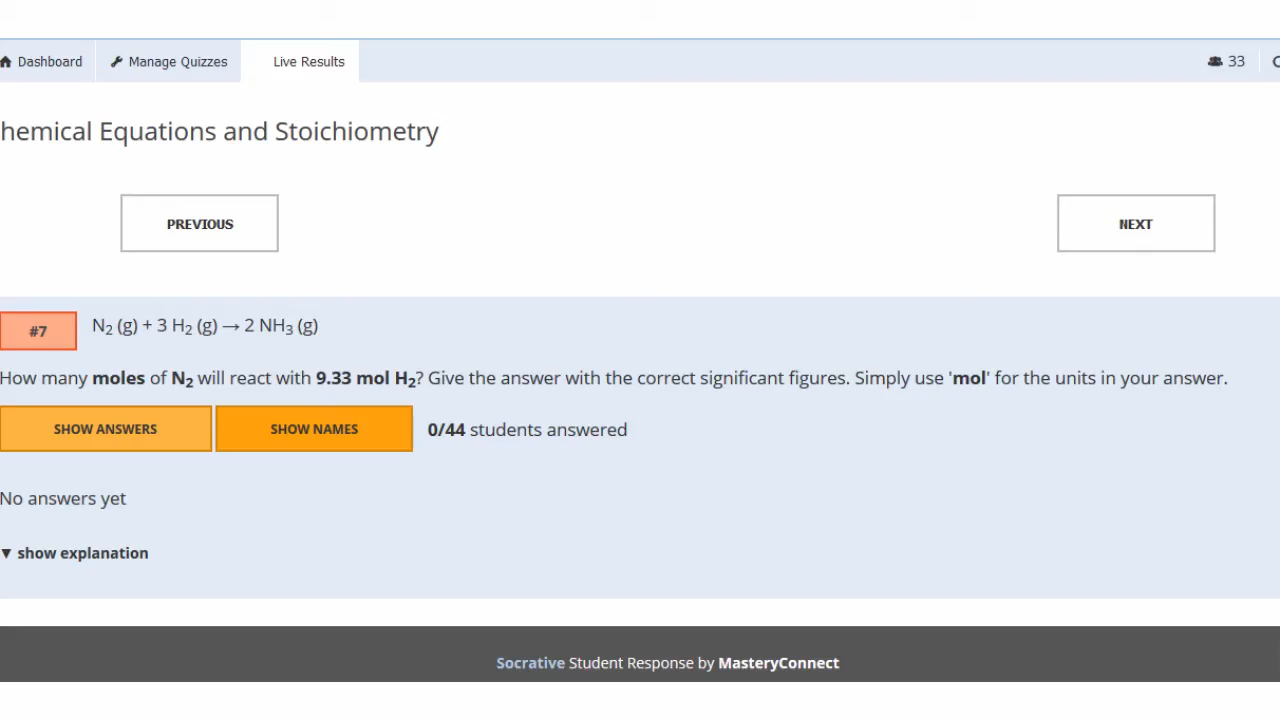 Dashboard Manage Quizzes Live Results 33
hemical Equations and Stoichiometry
PREVIOUS NEXT
#7 N₂ (g) + 3 H₂ (g) → 2 NH₃ (g)
How many moles of N₂ will react with 9.33 mol H₂? Give the answer with the correct significant figures. Simply use 'mol' for the units in your answer.
SHOW ANSWERS SHOW NAMES 0/44 students answered
No answers yet
▼ show explanation
Socrative Student Response by MasteryConnect